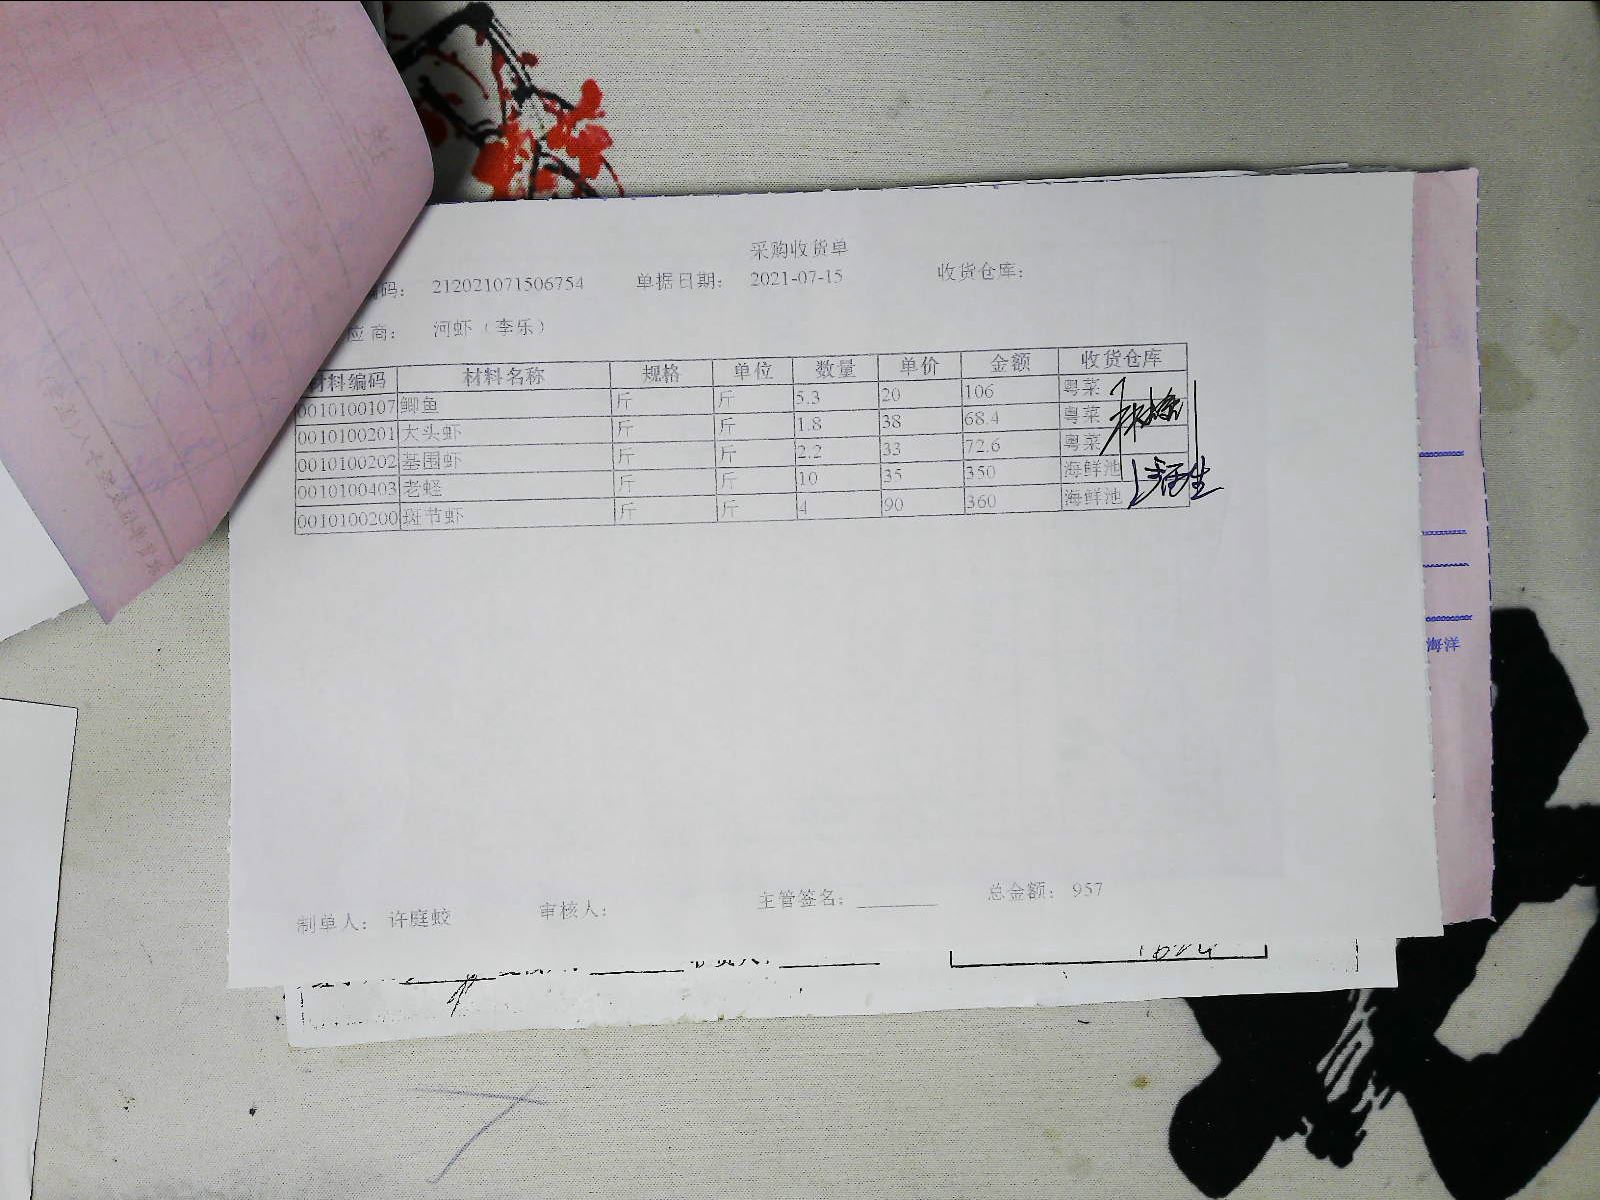 采购收货单
编码： 212021071506754 单据日期： 2021-07-15 收货仓库：
应商： 河虾（李乐）
材料编码 材料名称 规格 单位 数量 单价 金额 收货仓库
0010100107 鲫鱼 斤 斤 5.3 20 106 粤菜
0010100201 大头虾 斤 斤 1.8 38 68.4 粤菜
0010100202 基围虾 斤 斤 2.2 33 72.6 粤菜
0010100403 老蛏 斤 斤 10 35 350 海鲜池
0010100200 斑节虾 斤 斤 4 90 360 海鲜池
海洋
制单人： 许庭蛟 审核人： 主管签名： 总金额： 957